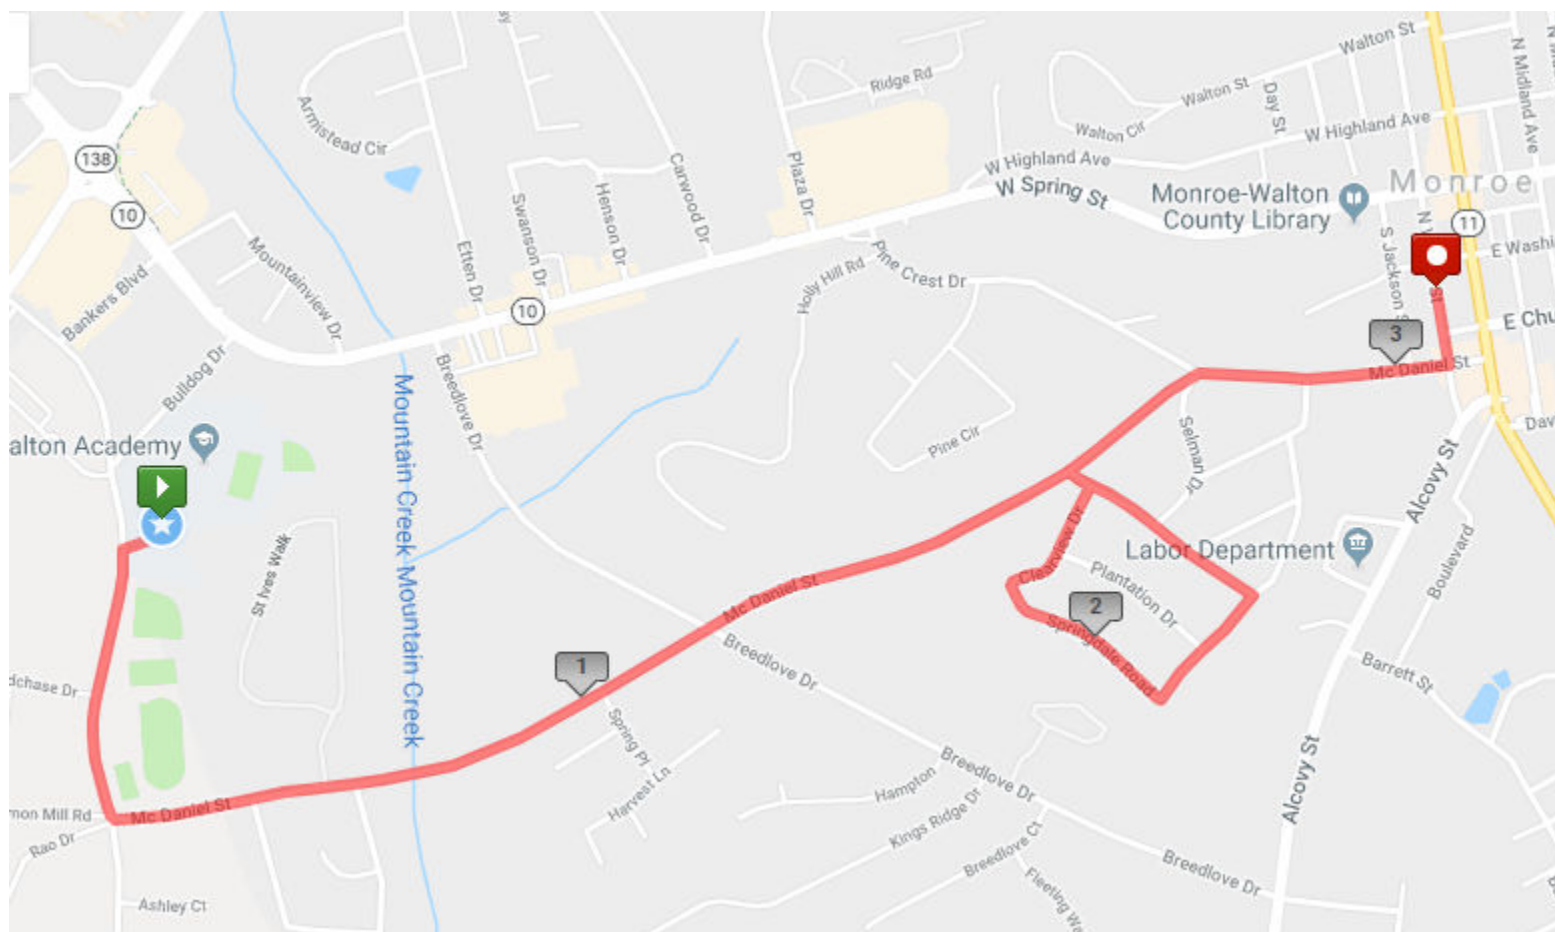 Walton St
N Midland Ave
Ridge Rd
Walton St
Day St
Armistead Cir
Walton Cir
W Highland Ave
138
Carwood Dr
Plaza Dr
W Highland Ave
W Spring St
Monroe-Walton
County Library
Monroe
10
Swanson Dr
Henson Dr
11
S Jackson
E Washi
Mountainview Dr
Etten Dr
Bankers Blvd
Holly Hill Rd
Pine Crest Dr
St
10
E Chu
3
Bulldog Dr
Breedlove Dr
Mc Daniel St
alton Academy
Mountain Creek
Mountain Creek
Pine Cir
Selman Dr
Alcovy St
Dav
Clearview Dr
Labor Department
Boulevard
St Ives Walk
Plantation Dr
Mc Daniel St
2
Springdale Road
1
Breedlove Dr
Barrett St
dchase Dr
Spring Pl
Harvest Ln
Alcovy St
Breedlove Dr
Hampton
Mc Daniel St
mon Mill Rd
Rao Dr
Kings Ridge Dr
Breedlove Ct
Breedlove Dr
Fleeting Wa
Ashley Ct